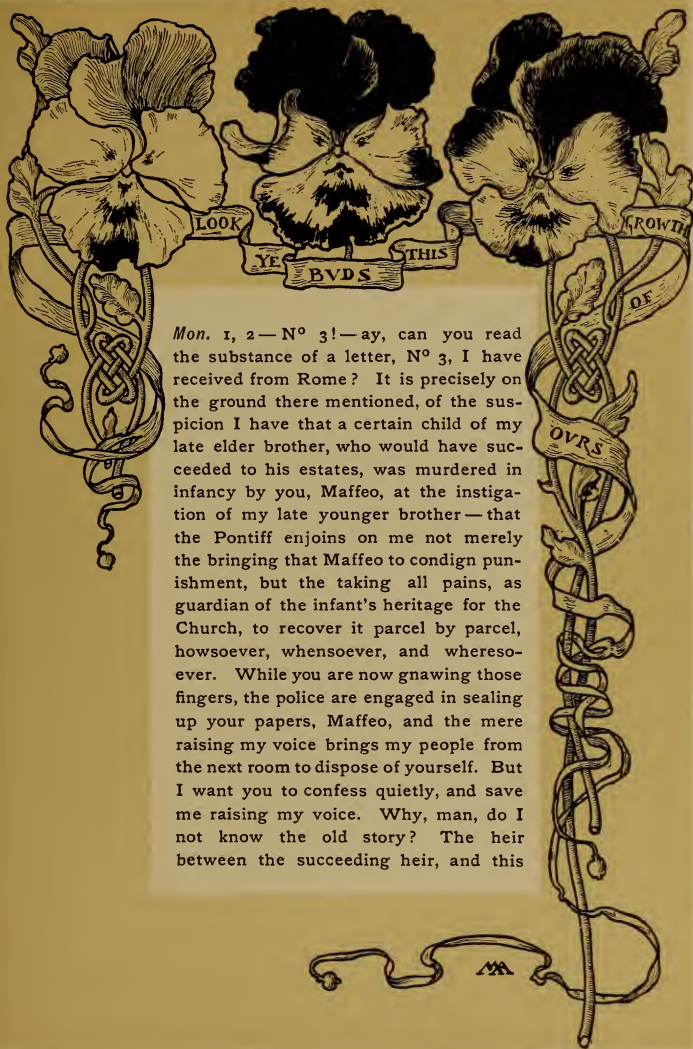 LOOK
YE
BVDS
THIS
GROWTH
OF
OVRS
Mon. 1, 2 — Nº 3! — ay, can you read
the substance of a letter, Nº 3, I have
received from Rome? It is precisely on
the ground there mentioned, of the sus-
picion I have that a certain child of my
late elder brother, who would have suc-
ceeded to his estates, was murdered in
infancy by you, Maffeo, at the instiga-
tion of my late younger brother — that
the Pontiff enjoins on me not merely
the bringing that Maffeo to condign pun-
ishment, but the taking all pains, as
guardian of the infant's heritage for the
Church, to recover it parcel by parcel,
howsoever, whensoever, and whereso-
ever. While you are now gnawing those
fingers, the police are engaged in sealing
up your papers, Maffeo, and the mere
raising my voice brings my people from
the next room to dispose of yourself. But
I want you to confess quietly, and save
me raising my voice. Why, man, do I
not know the old story? The heir
between the succeeding heir, and this